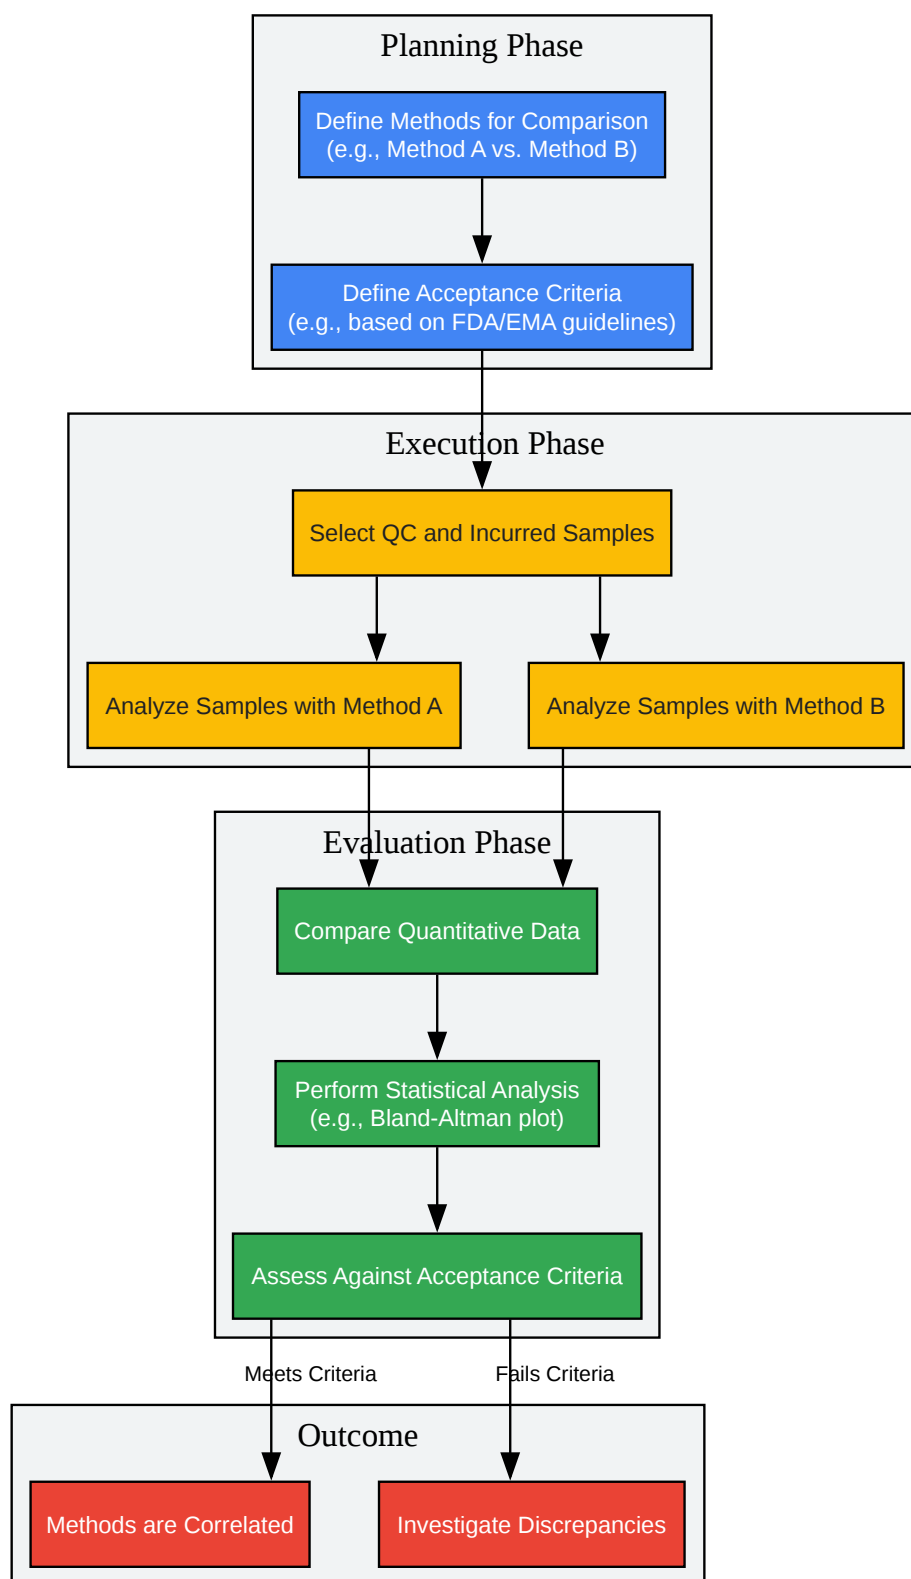 Planning Phase
Define Methods for Comparison
(e.g., Method A vs. Method B)
Define Acceptance Criteria
(e.g., based on FDA/EMA guidelines)
Execution Phase
Select QC and Incurred Samples
Analyze Samples with Method A
Analyze Samples with Method B
Evaluation Phase
Compare Quantitative Data
Perform Statistical Analysis
(e.g., Bland-Altman plot)
Assess Against Acceptance Criteria
Meets Criteria
Fails Criteria
Outcome
Methods are Correlated
Investigate Discrepancies